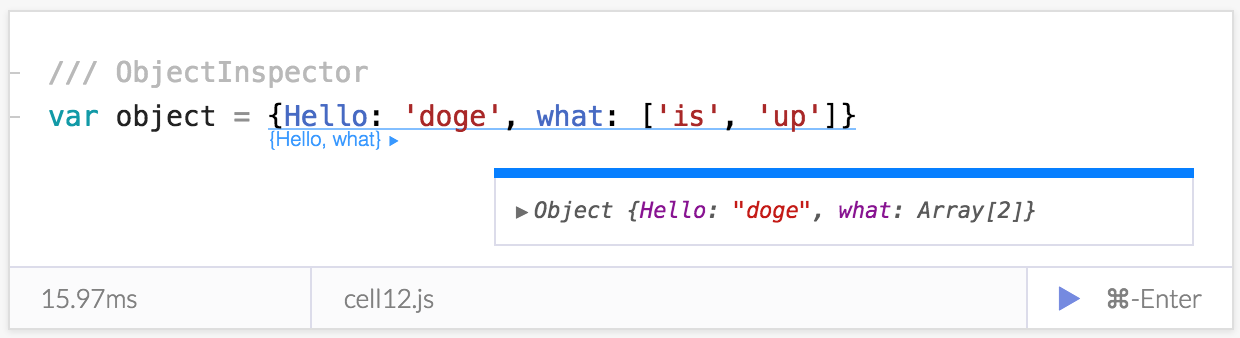 /// ObjectInspector
var object = {Hello: 'doge', what: ['is', 'up']}
{Hello, what} ▶
▶Object {Hello: "doge", what: Array[2]}
15.97ms
cell12.js
⌘-Enter